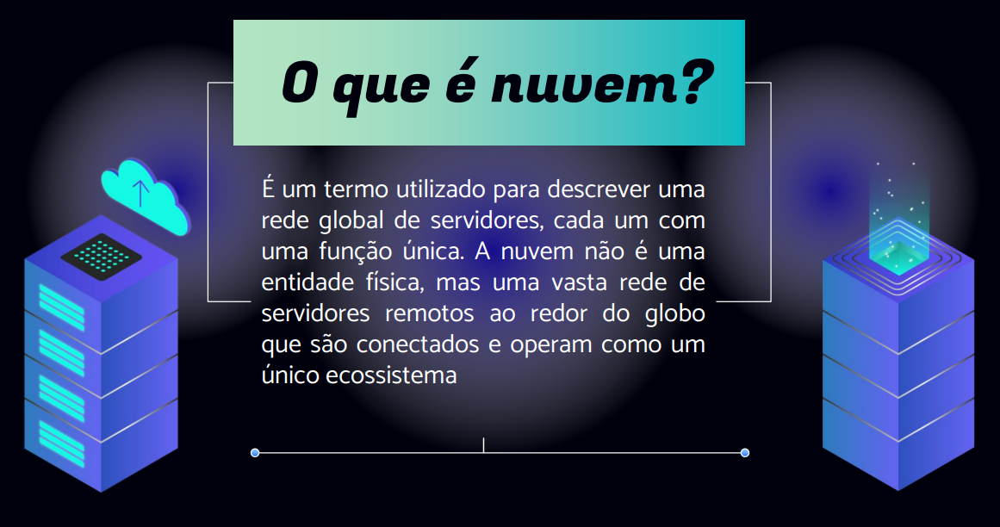 O que é nuvem?
É um termo utilizado para descrever uma
rede global de servidores, cada um com
uma função única. A nuvem não é uma
entidade física, mas uma vasta rede de
servidores remotos ao redor do globo
que são conectados e operam como um
único ecossistema